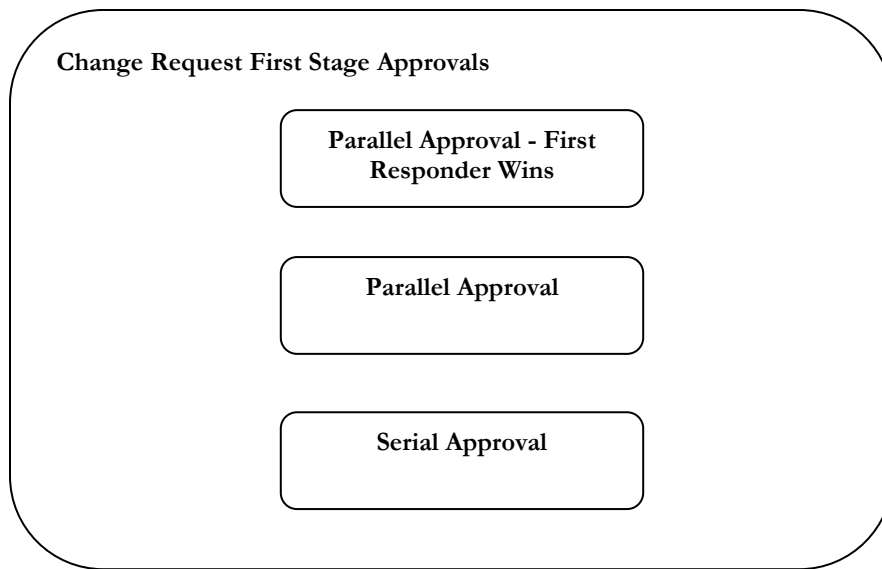 Change Request First Stage Approvals
Parallel Approval - First
Responder Wins
Parallel Approval
Serial Approval